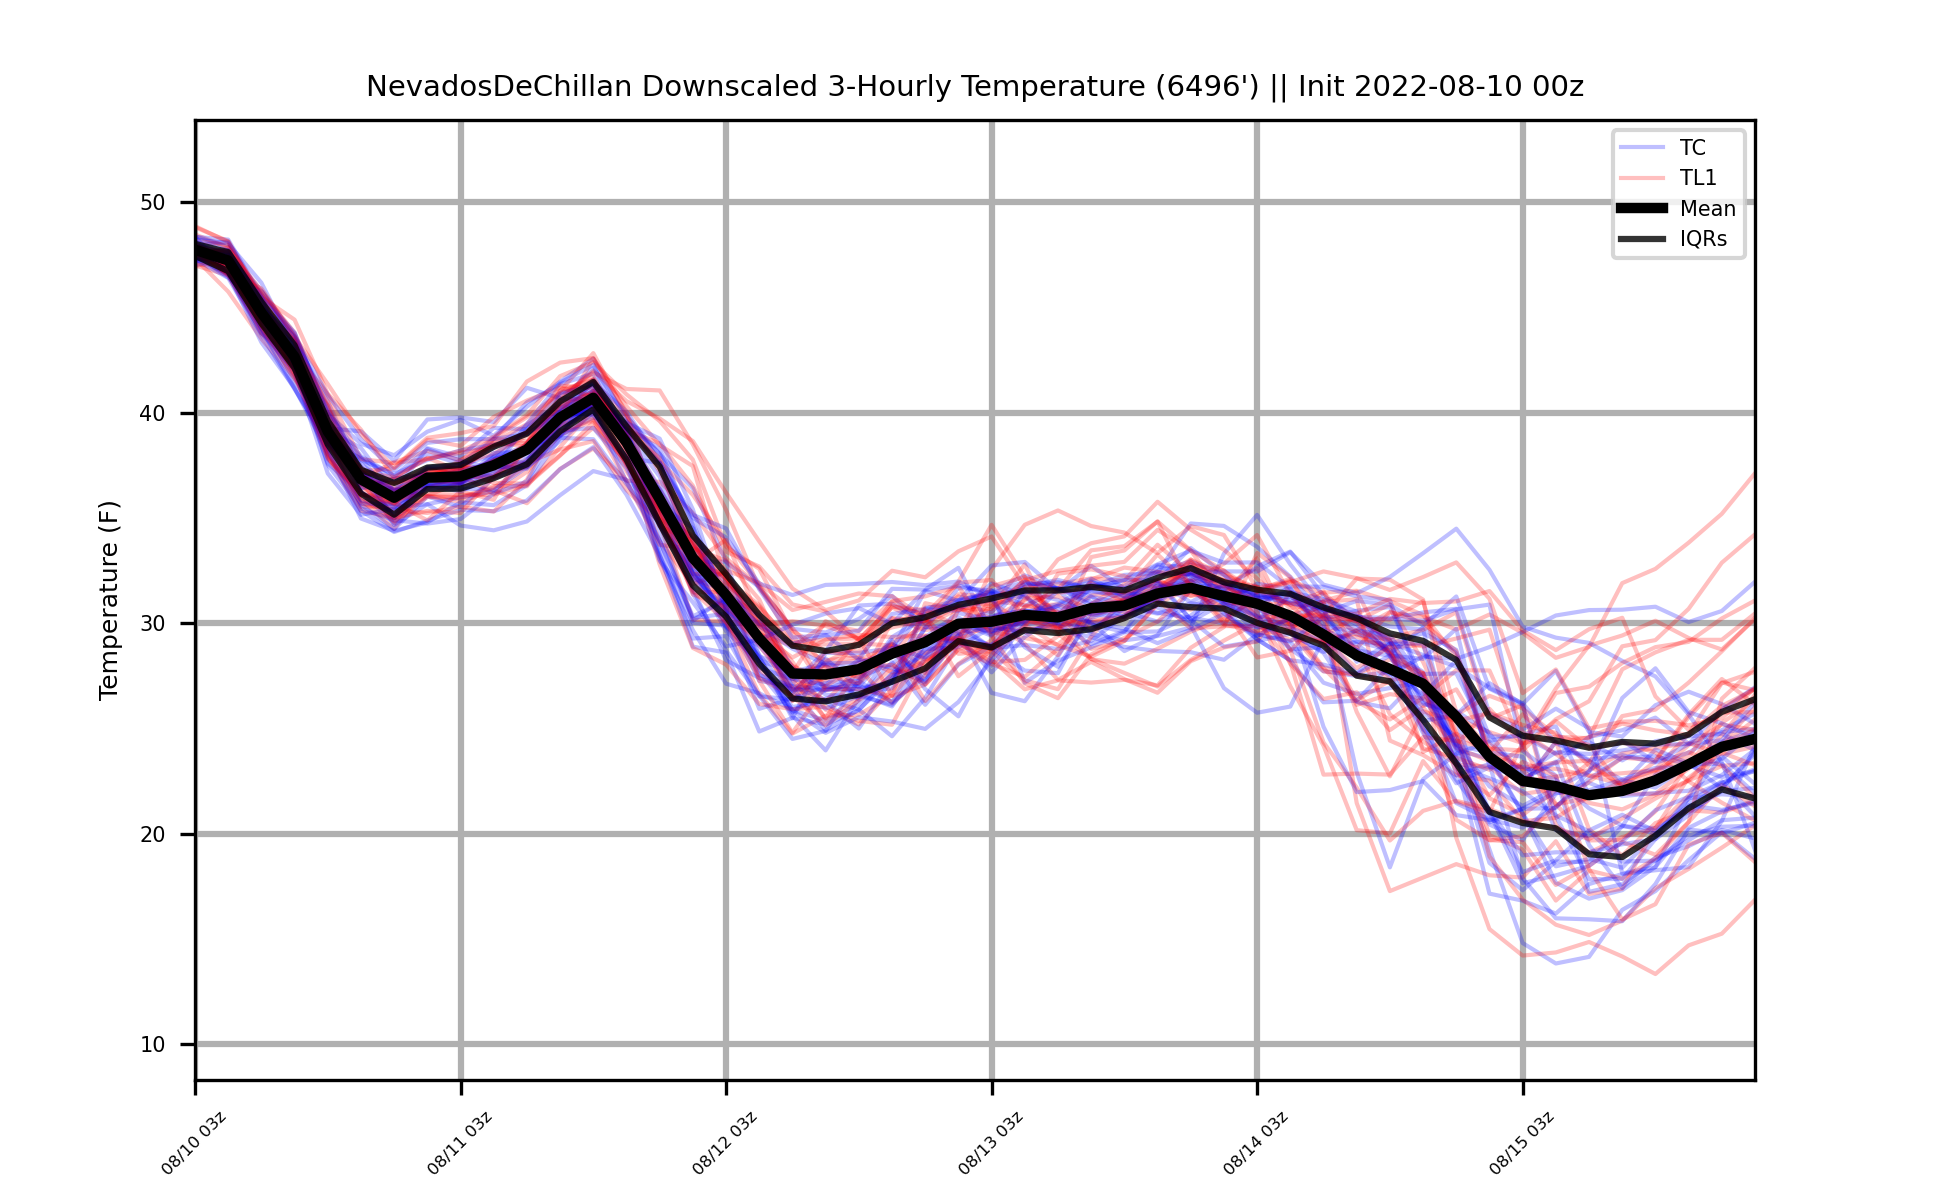 NevadosDeChillan Downscaled 3-Hourly Temperature (6496') || Init 2022-08-10 00z
TC
TL1
Mean
IQRs
Temperature (F)
50
40
30
20
10
08/10 03z
08/11 03z
08/12 03z
08/13 03z
08/14 03z
08/15 03z